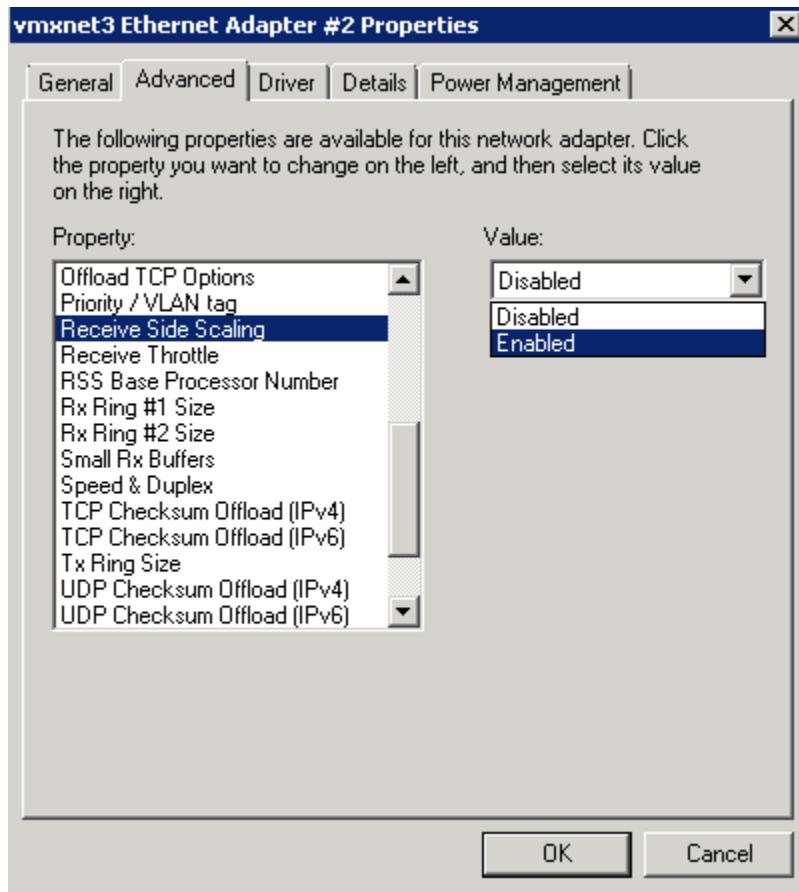 vmxnet3 Ethernet Adapter #2 Properties
General Advanced Driver Details Power Management
The following properties are available for this network adapter. Click
the property you want to change on the left, and then select its value
on the right.
Property:
Offload TCP Options
Priority / VLAN tag
Receive Side Scaling
Receive Throttle
RSS Base Processor Number
Rx Ring #1 Size
Rx Ring #2 Size
Small Rx Buffers
Speed & Duplex
TCP Checksum Offload (IPv4)
TCP Checksum Offload (IPv6)
Tx Ring Size
UDP Checksum Offload (IPv4)
UDP Checksum Offload (IPv6)
Value:
Disabled
Disabled
Enabled
OK Cancel